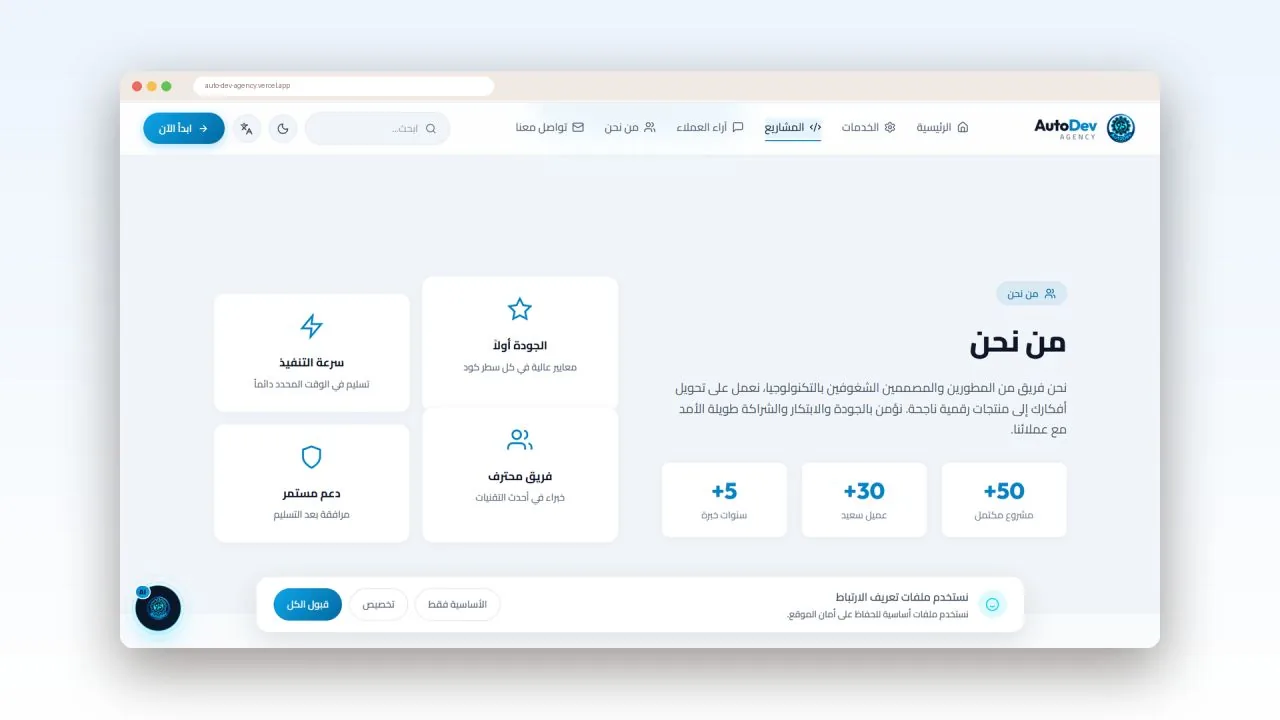 auto-dev-agency.vercel.app
AutoDev
AGENCY
الرئيسية
الخدمات
المشاريع
آراء العملاء
من نحن
تواصل معنا
ابحث...
ابدأ الآن
من نحن
من نحن
نحن فريق من المطورين والمصممين الشغوفين بالتكنولوجيا، نعمل على تحويل
أفكارك إلى منتجات رقمية ناجحة. نؤمن بالجودة والابتكار والشراكة طويلة الأمد
مع عملائنا.
+50
مشروع مكتمل
+30
عميل سعيد
+5
سنوات خبرة
الجودة أولاً
معايير عالية في كل سطر كود
سرعة التنفيذ
تسليم في الوقت المحدد دائماً
فريق محترف
خبراء في أحدث التقنيات
دعم مستمر
مرافقة بعد التسليم
نستخدم ملفات تعريف الارتباط
نستخدم ملفات أساسية للحفاظ على أمان الموقع.
الأساسية فقط
تخصيص
قبول الكل
AI